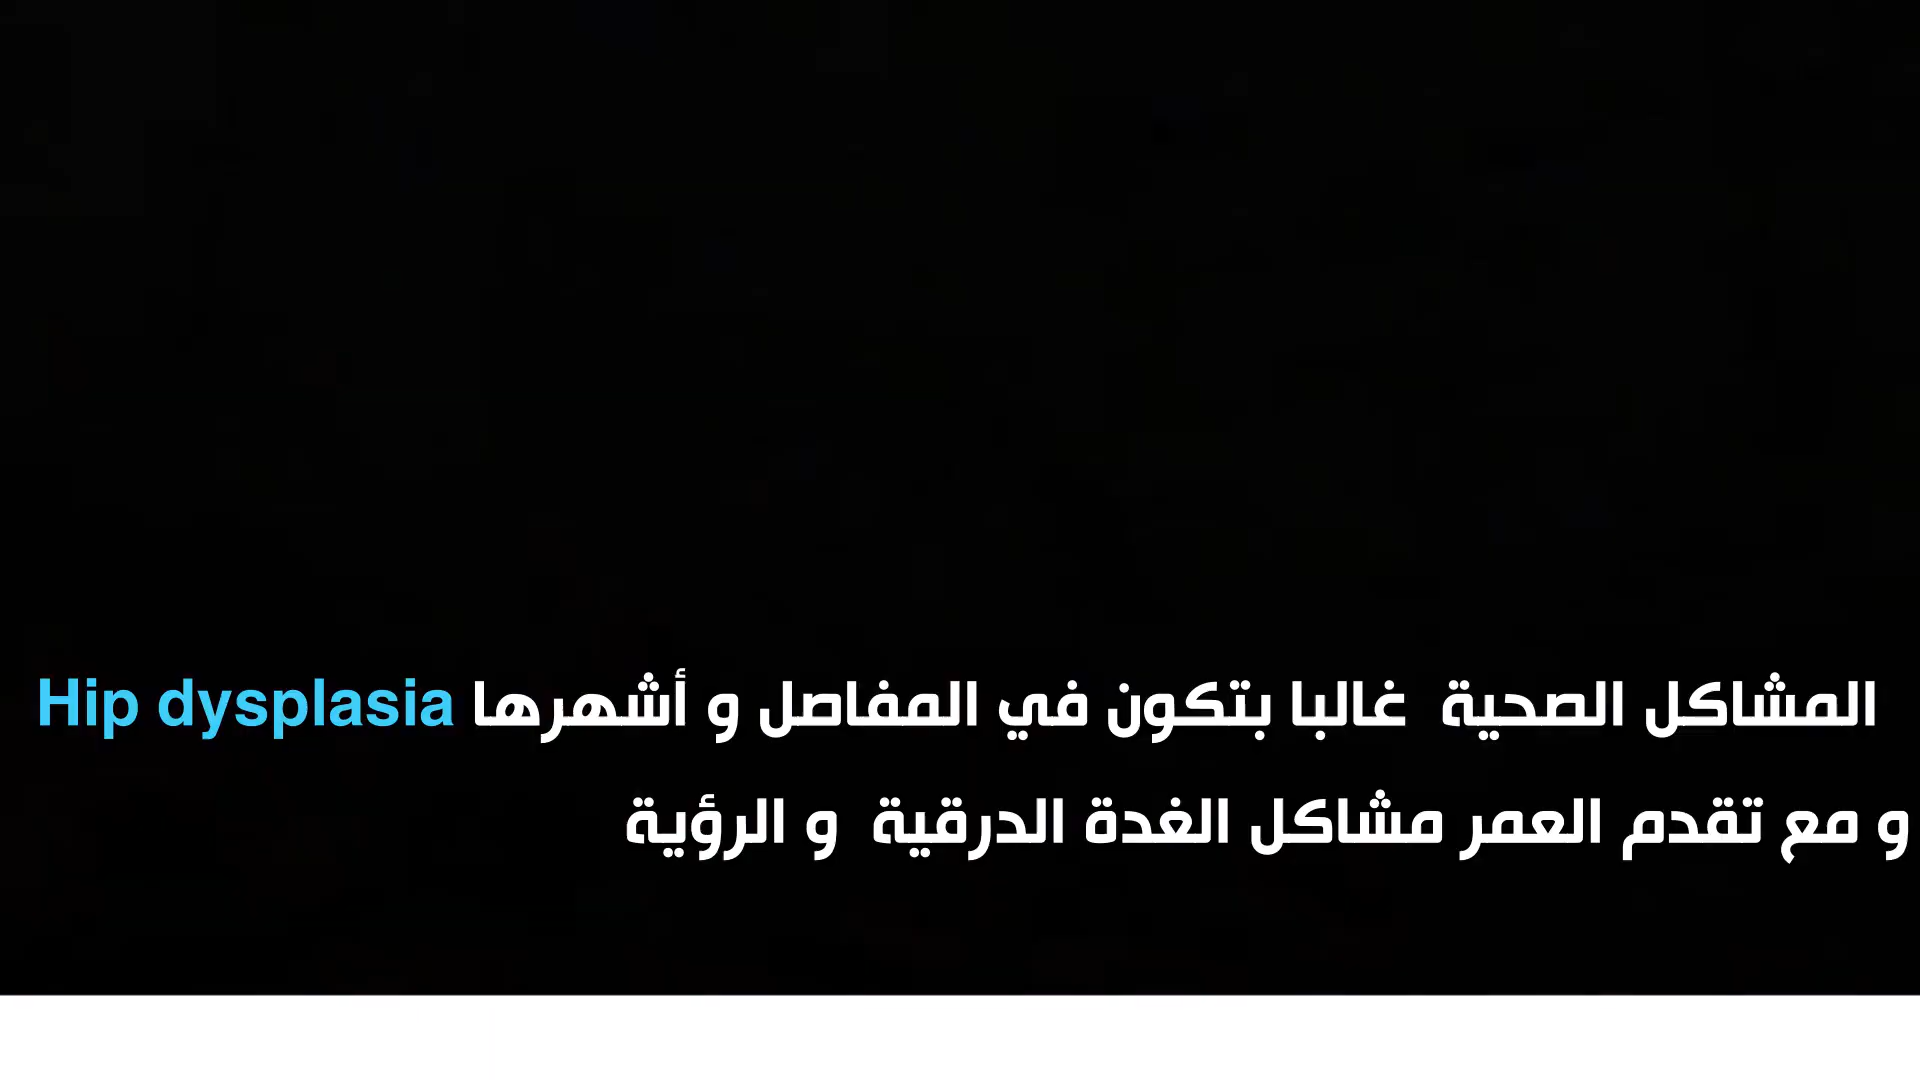 المشاكل الصحية غالبا بتكون في المفاصل و أشهرها Hip dysplasia
و مع تقدم العمر مشاكل الغدة الدرقية و الرؤية